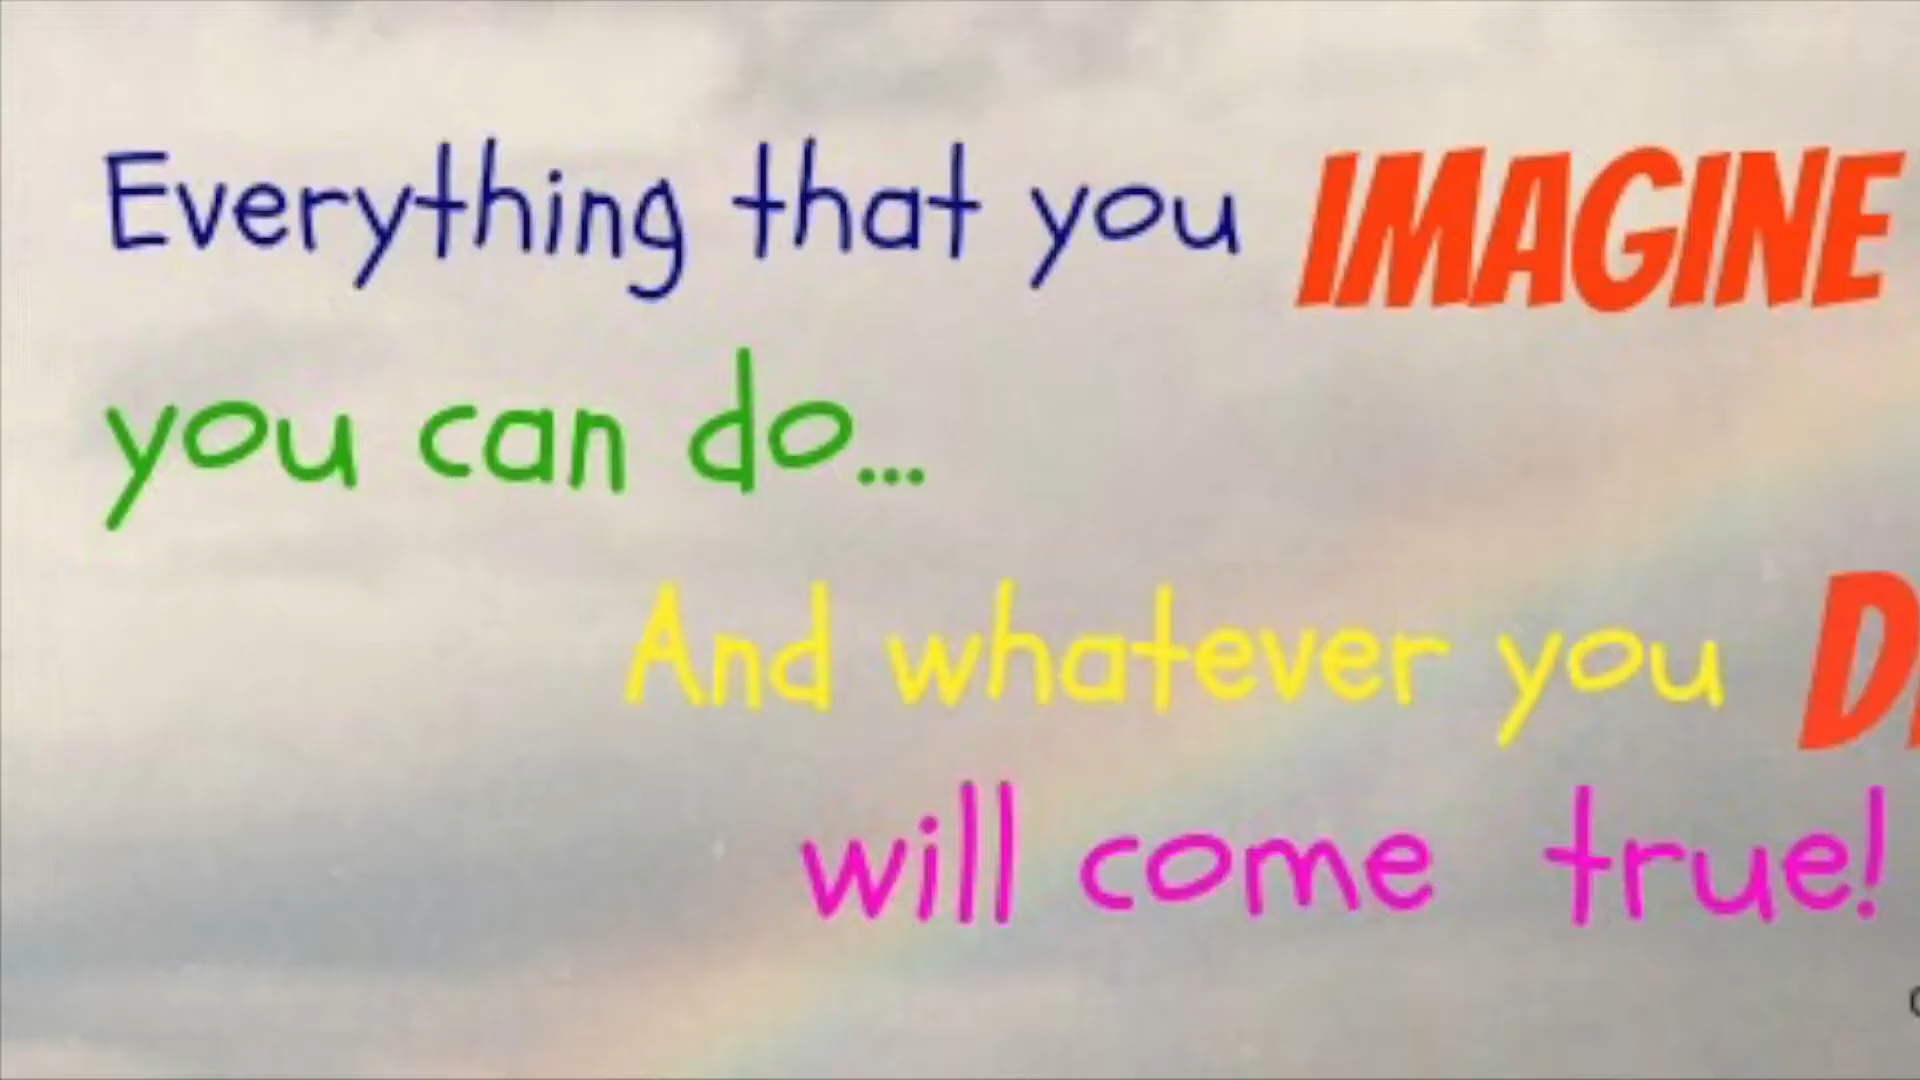 Everything that you IMAGINE
you can do...
And whatever you
will come true!